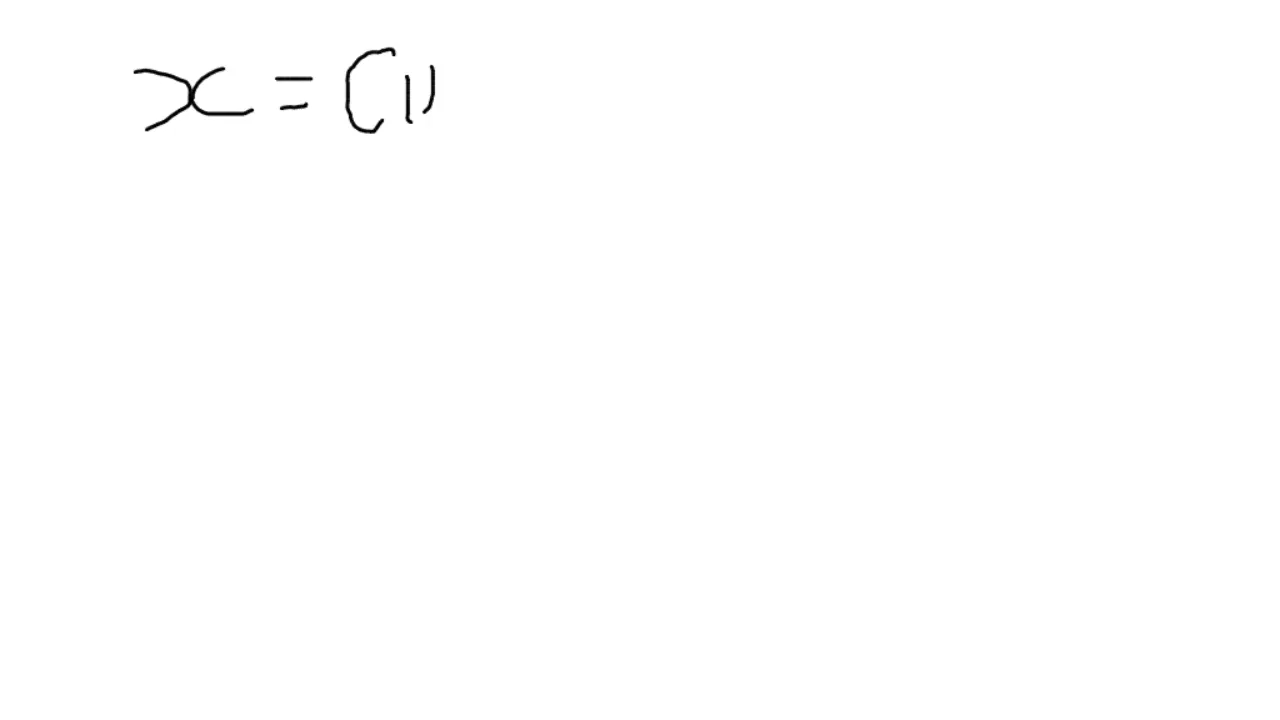 x = (1,